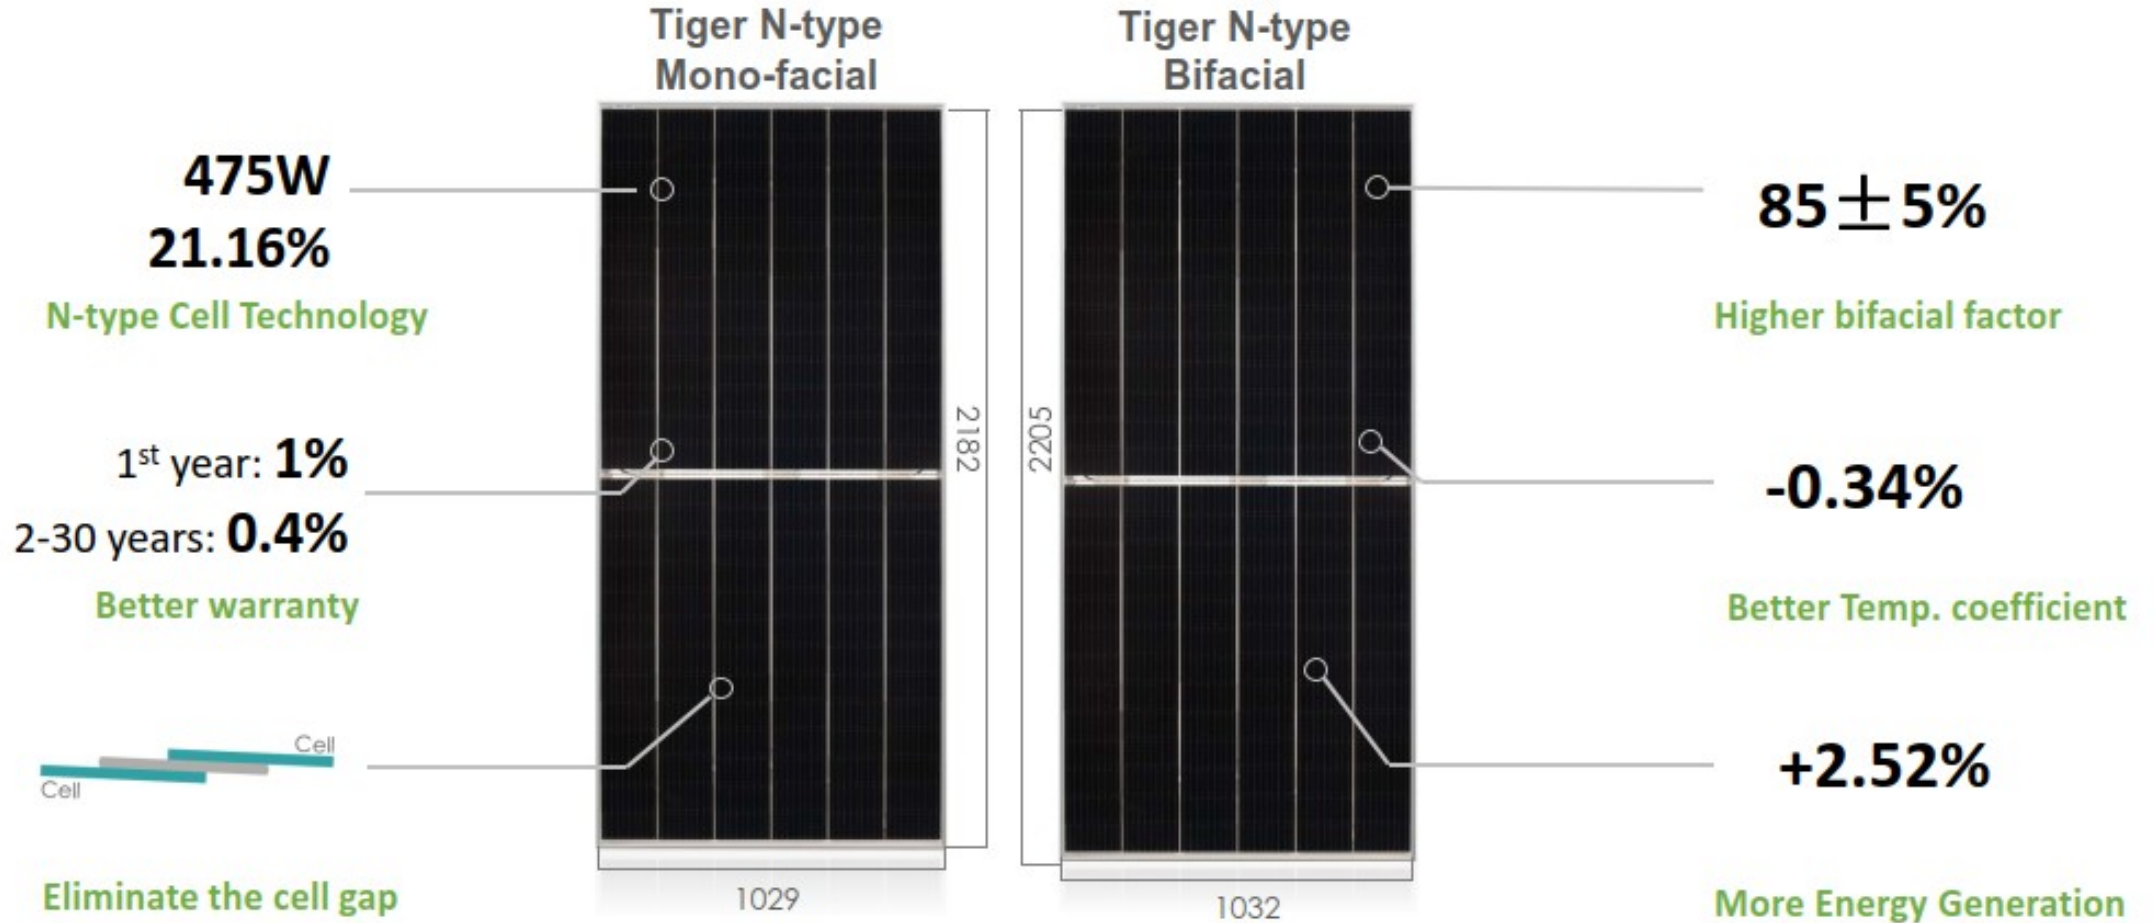 Tiger N-type
Mono-facial
Tiger N-type
Bifacial
475W
21.16%
N-type Cell Technology
1st year: 1%
2-30 years: 0.4%
Better warranty
Cell
Cell
Eliminate the cell gap
2182
2205
1029
1032
85±5%
Higher bifacial factor
-0.34%
Better Temp. coefficient
+2.52%
More Energy Generation